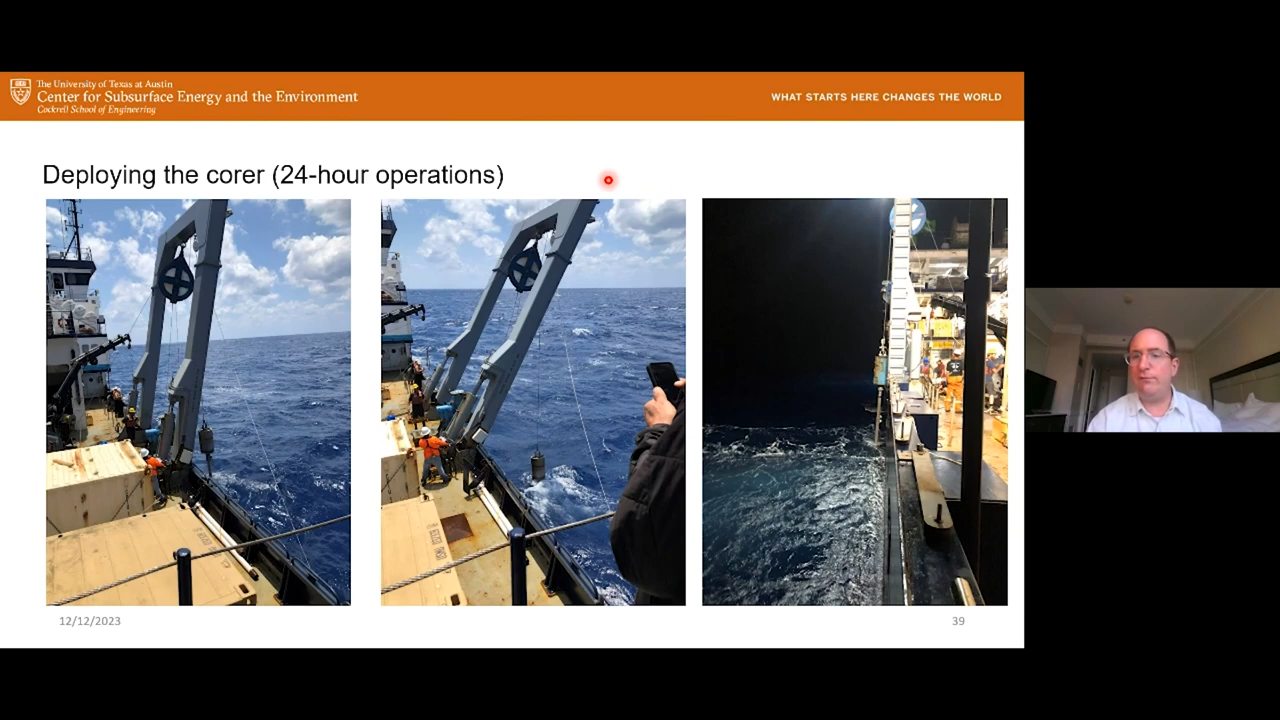 The University of Texas at Austin
Center for Subsurface Energy and the Environment
Cockrell School of Engineering
WHAT STARTS HERE CHANGES THE WORLD
Deploying the corer (24-hour operations)
12/12/2023
39